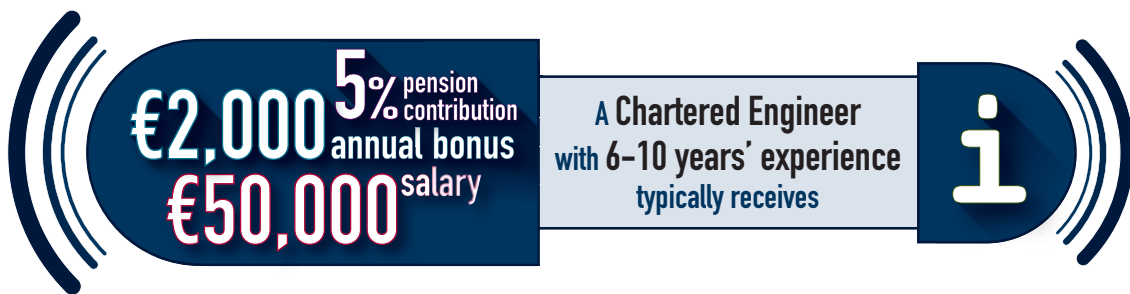 5% pension
contribution
€2,000 annual bonus
€50,000 salary
A Chartered Engineer
with 6–10 years’ experience
typically receives
i